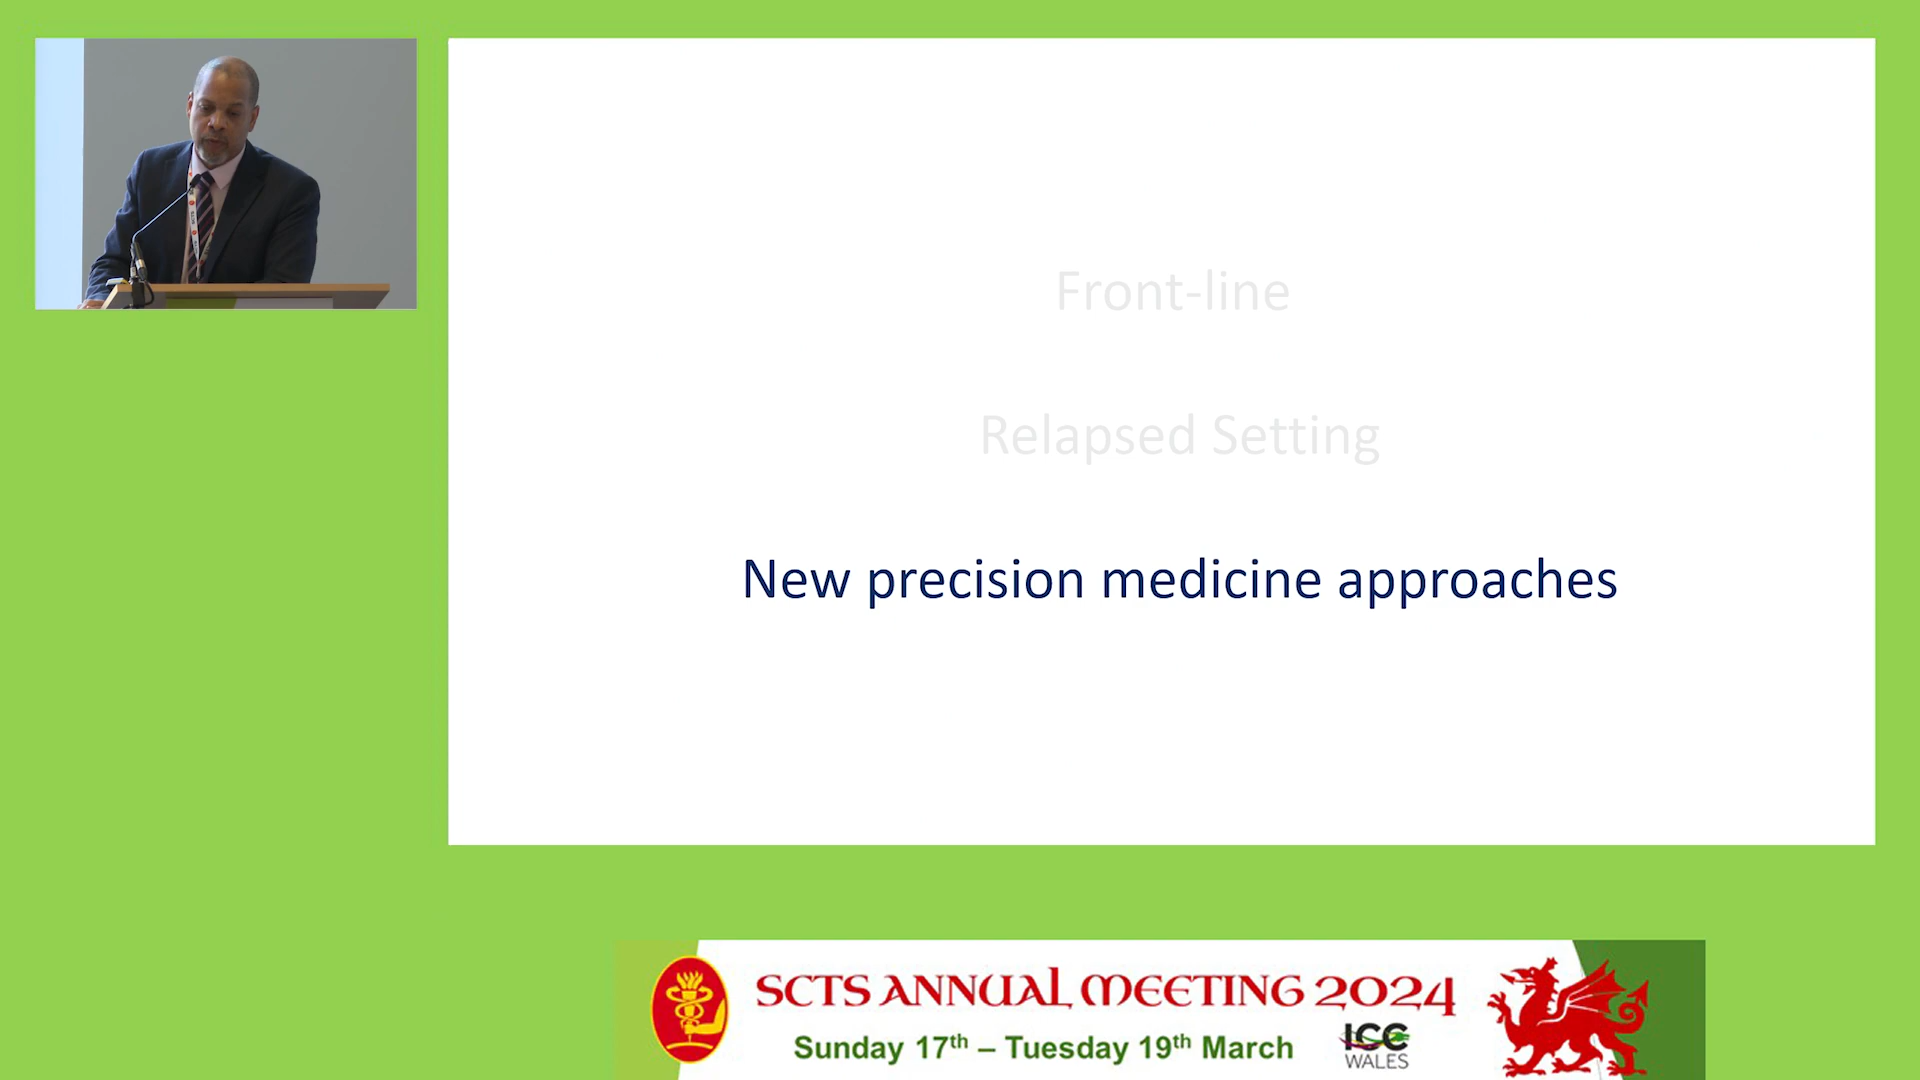 Front-line
Relapsed Setting
New precision medicine approaches
SCTS ANNUAL MEETING 2024
Sunday 17th – Tuesday 19th March
ICC
WALES